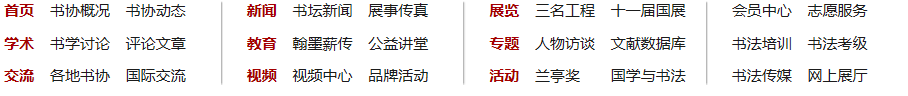 首页 书协概况 书协动态 新闻 书坛新闻 展事传真 展览 三名工程 十一届国展 会员中心 志愿服务
学术 书学讨论 评论文章 教育 翰墨薪传 公益讲堂 专题 人物访谈 文献数据库 书法培训 书法考级
交流 各地书协 国际交流 视频 视频中心 品牌活动 活动 兰亭奖 国学与书法 书法传媒 网上展厅